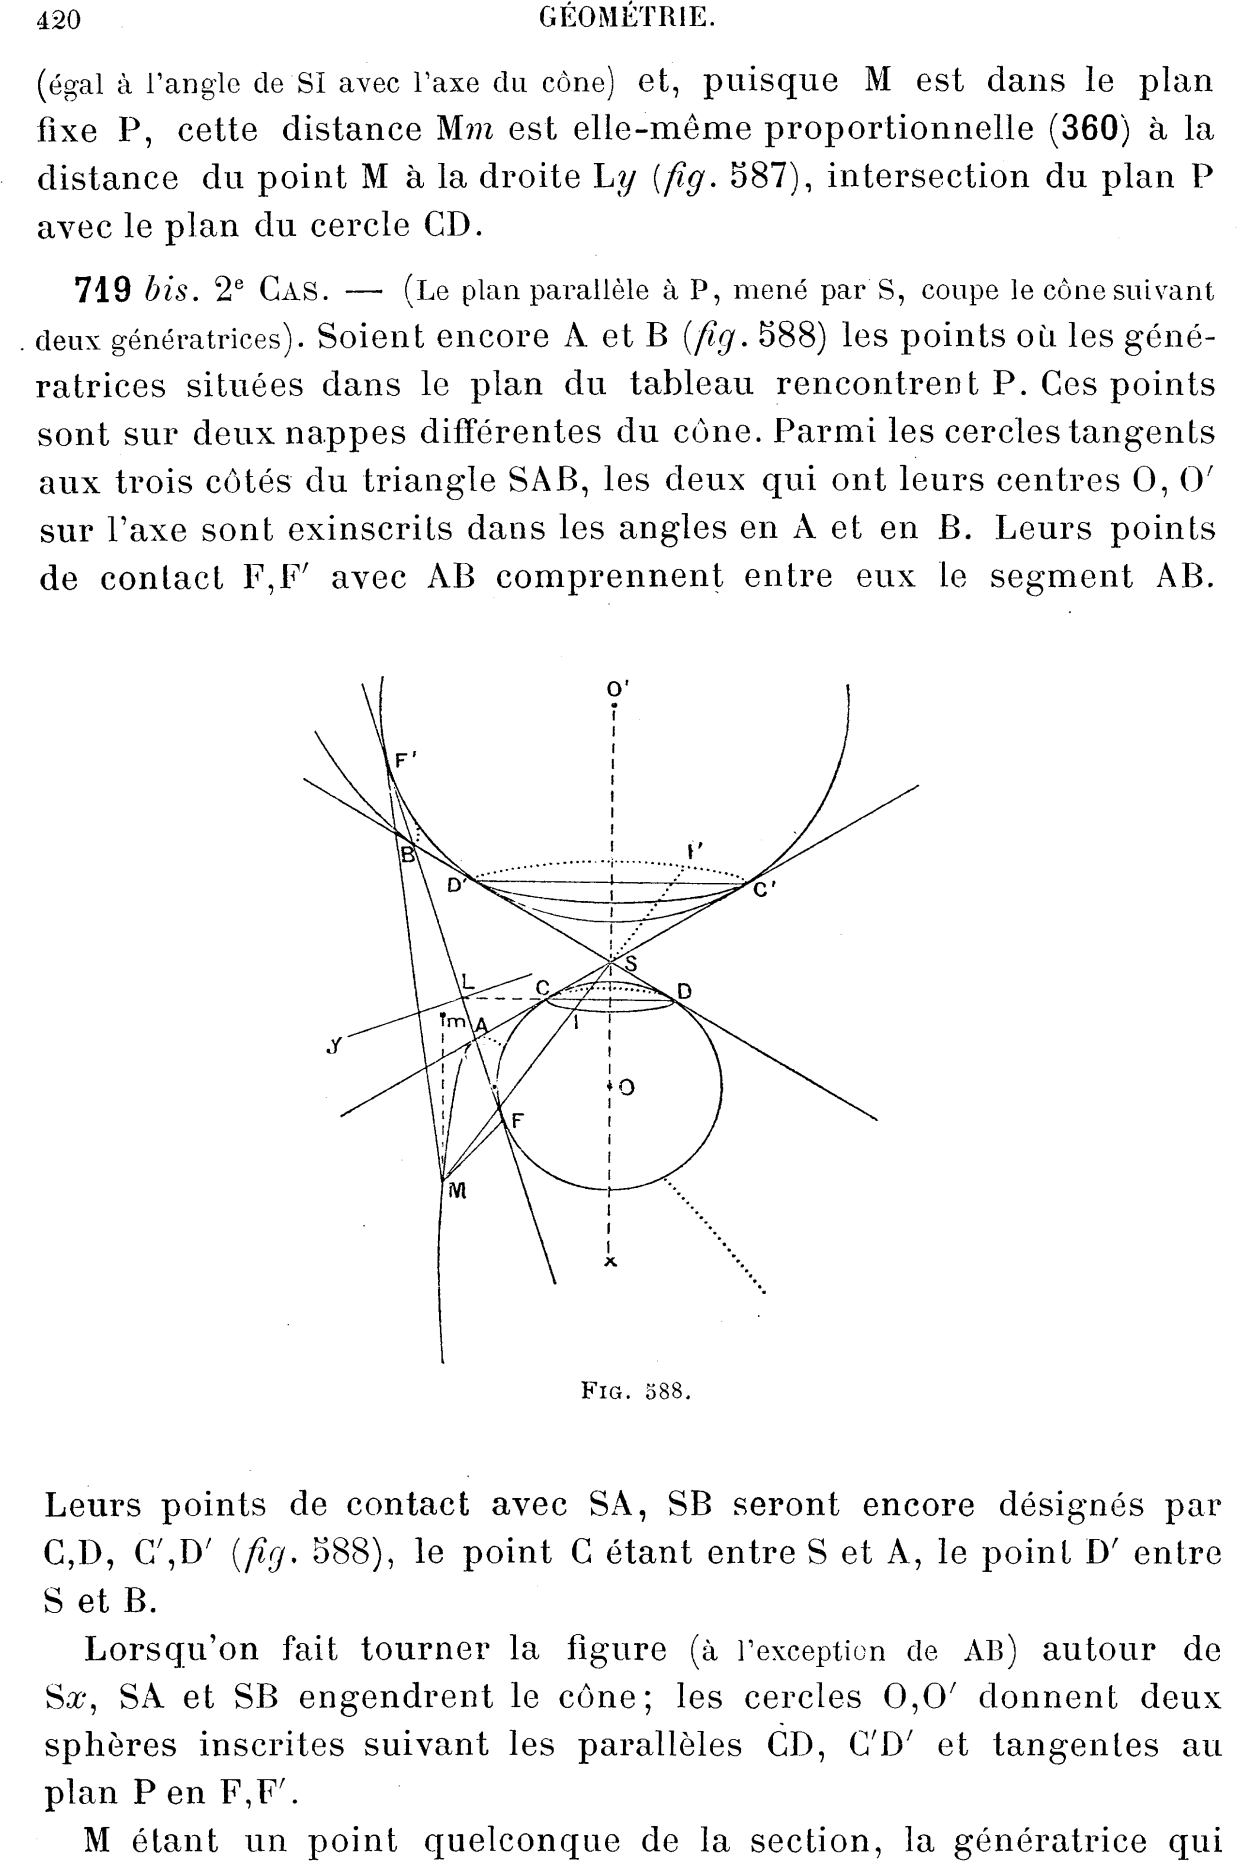 420 GÉOMÉTRIE.
(égal à l'angle de SI avec l'axe du cône) et, puisque M est dans le plan
fixe P, cette distance Mm est elle-même proportionnelle (360) à la
distance du point M à la droite Ly (fig. 587), intersection du plan P
avec le plan du cercle CD.
719 bis. 2e CAS. — (Le plan parallèle à P, mené par S, coupe le cône suivant
deux génératrices). Soient encore A et B (fig. 588) les points où les géné-
ratrices situées dans le plan du tableau rencontrent P. Ces points
sont sur deux nappes différentes du cône. Parmi les cercles tangents
aux trois côtés du triangle SAB, les deux qui ont leurs centres O, O′
sur l'axe sont exinscrits dans les angles en A et en B. Leurs points
de contact F,F′ avec AB comprennent entre eux le segment AB.
O'
F'
I'
B
D'
C'
S
L
C
D
m
A
I
y
O
F
M
x
FIG. 588.
Leurs points de contact avec SA, SB seront encore désignés par
C,D, C′,D′ (fig. 588), le point C étant entre S et A, le point D′ entre
S et B.
Lorsqu'on fait tourner la figure (à l'exception de AB) autour de
Sx, SA et SB engendrent le cône; les cercles O,O′ donnent deux
sphères inscrites suivant les parallèles CD, C′D′ et tangentes au
plan P en F,F′.
M étant un point quelconque de la section, la génératrice qui